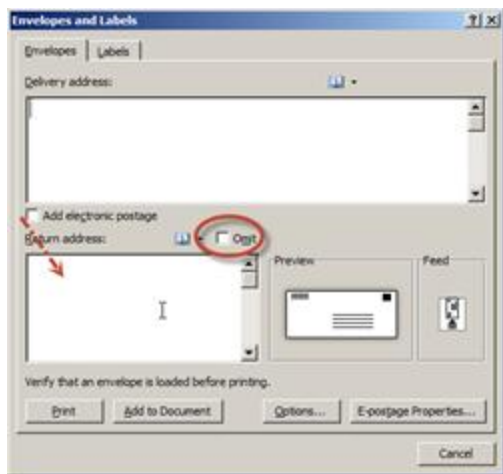 Envelopes and Labels
Envelopes Labels
Delivery address:
Add electronic postage
Return address: Omit
Preview Feed
Verify that an envelope is loaded before printing.
Print Add to Document Options... E-postage Properties...
Cancel